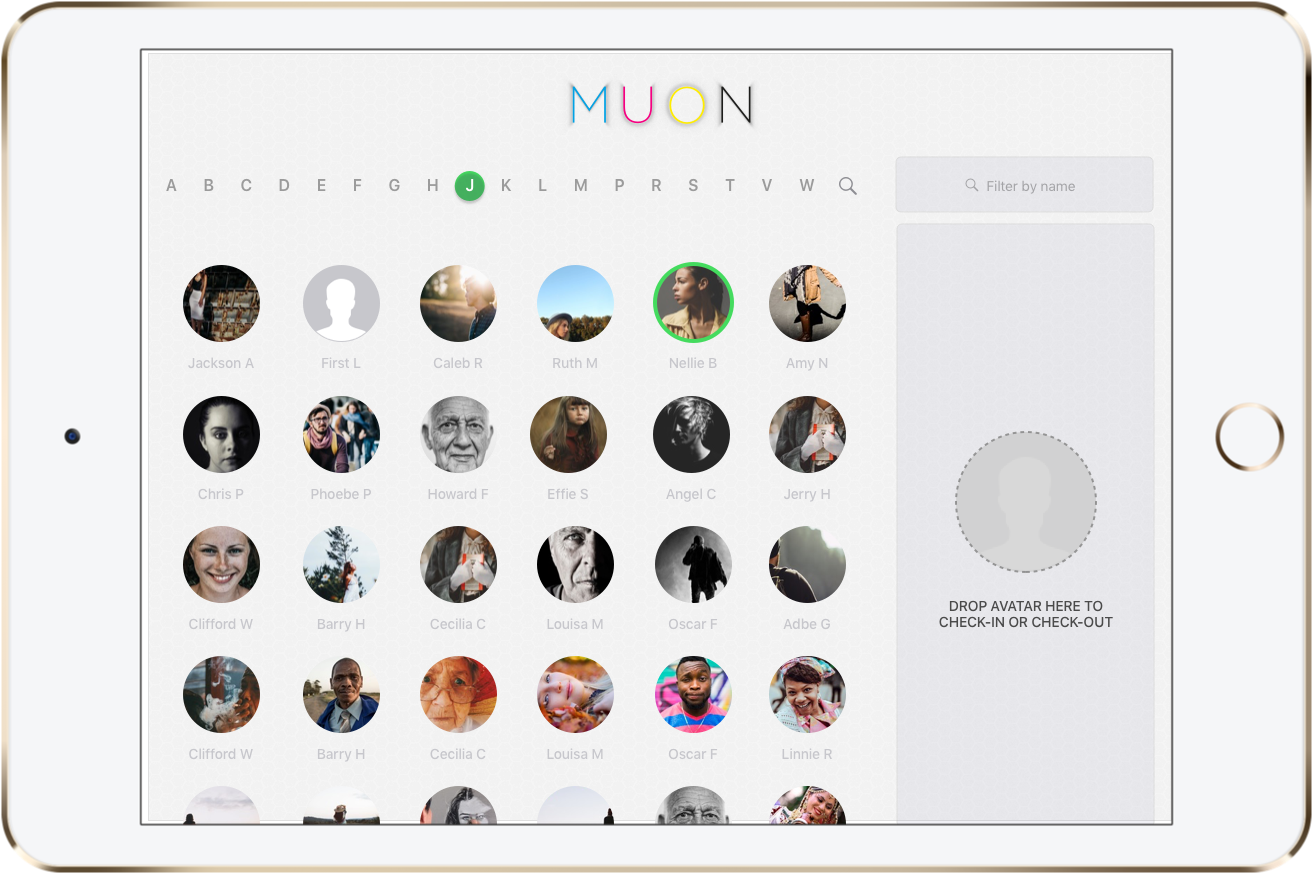 MUON
A B C D E F G H J K L M P R S T V W
Filter by name
Jackson A First L Caleb R Ruth M Nellie B Amy N
Chris P Phoebe P Howard F Effie S Angel C Jerry H
Clifford W Barry H Cecilia C Louisa M Oscar F Adbe G
Clifford W Barry H Cecilia C Louisa M Oscar F Linnie R
DROP AVATAR HERE TO
CHECK-IN OR CHECK-OUT